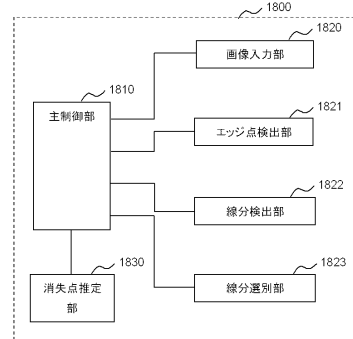 1800
1820
画像入力部
1810
主制御部
1821
エッジ点検出部
1822
線分検出部
1830
消失点推定
部
1823
線分選別部